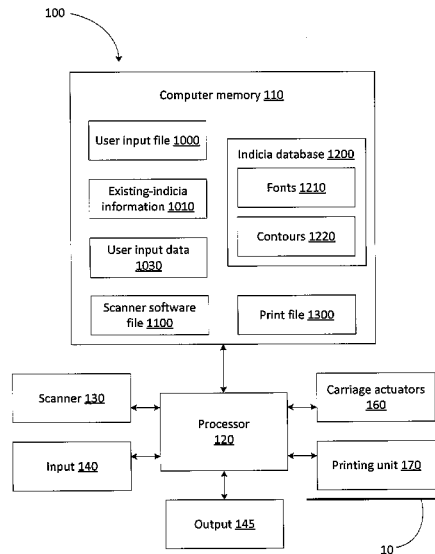 100
Computer memory 110
User input file 1000
Existing-indicia
information 1010
User input data
1030
Scanner software
file 1100
Indicia database 1200
Fonts 1210
Contours 1220
Print file 1300
Scanner 130
Input 140
Processor
120
Carriage actuators
160
Printing unit 170
Output 145
10